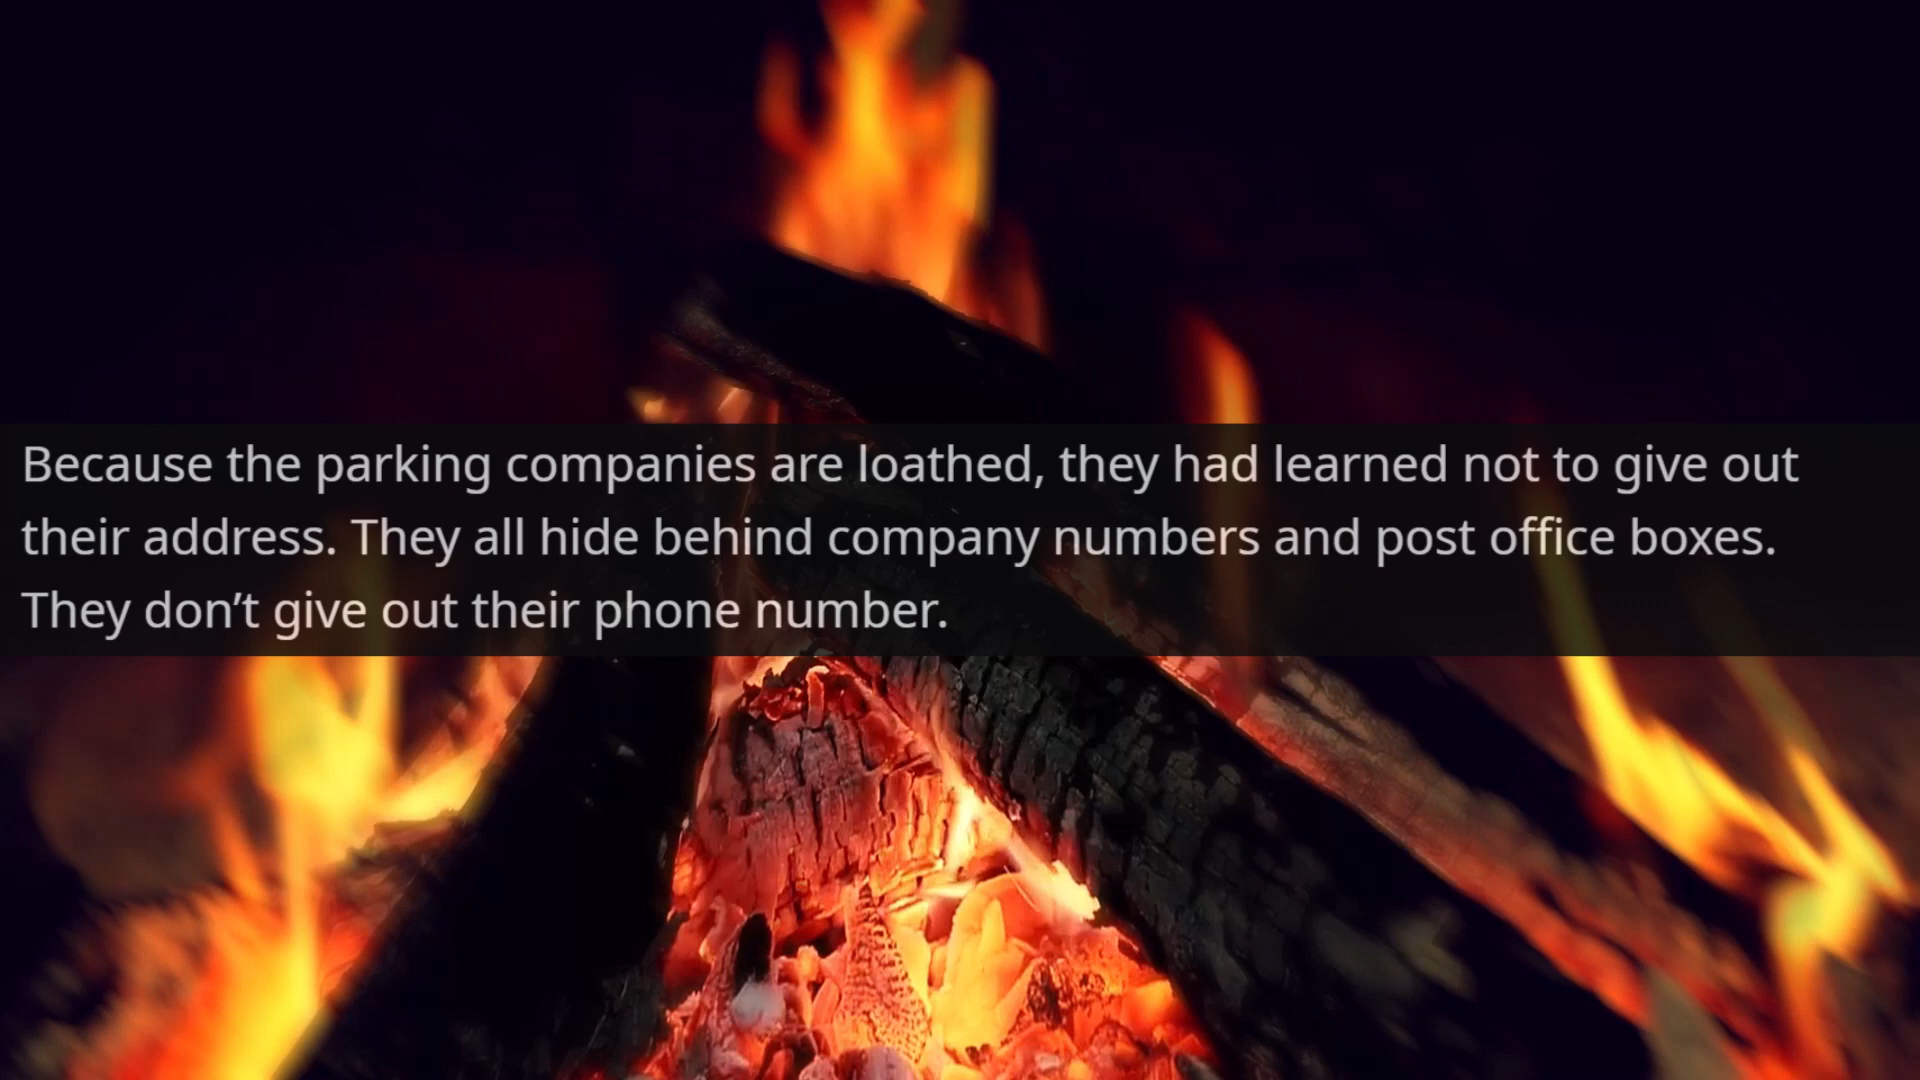 Because the parking companies are loathed, they had learned not to give out
their address. They all hide behind company numbers and post office boxes.
They don’t give out their phone number.